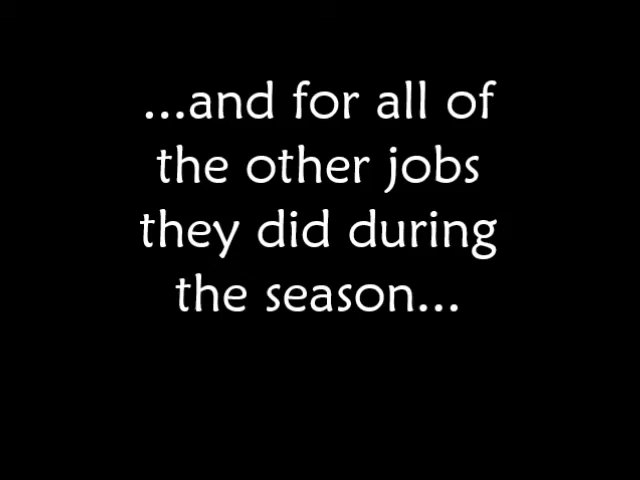 ...and for all of
the other jobs
they did during
the season...